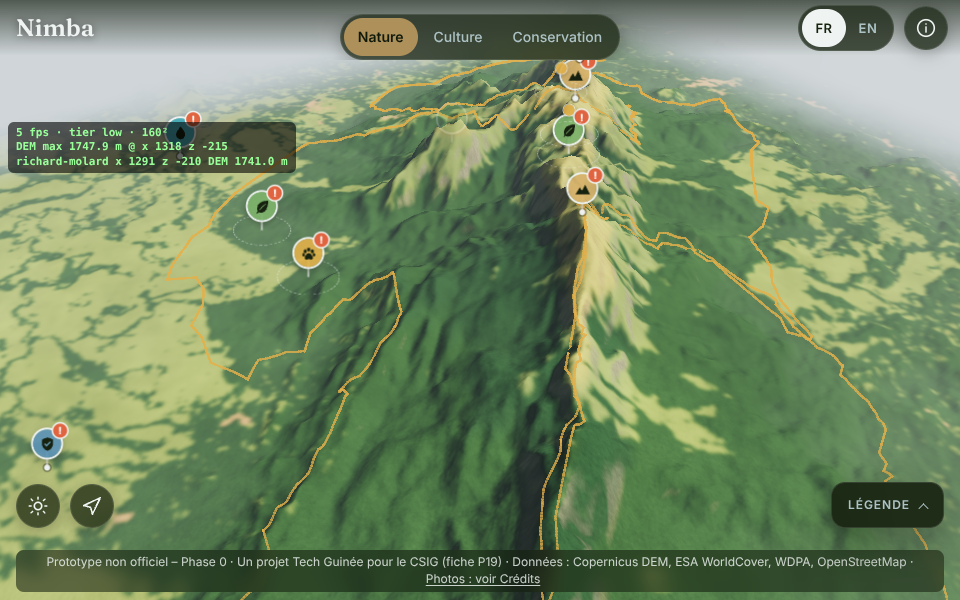 Nimba
Nature
Culture
Conservation
FR
EN
5 fps · tier low · 160²
DEM max 1747.9 m @ x 1318 z -215
richard-molard x 1291 z -210 DEM 1741.0 m
LÉGENDE
Prototype non officiel – Phase 0 · Un projet Tech Guinée pour le CSIG (fiche P19) · Données : Copernicus DEM, ESA WorldCover, WDPA, OpenStreetMap ·
Photos : voir Crédits